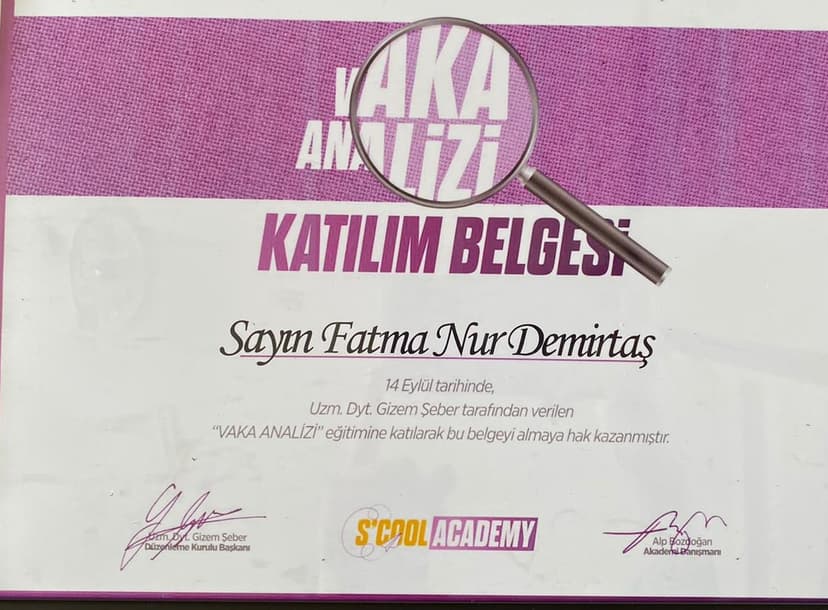 VAKA
ANALİZİ
KATILIM BELGESİ
Sayın Fatma Nur Demirtaş
14 Eylül tarihinde,
Uzm. Dyt. Gizem Şeber tarafından verilen
“VAKA ANALİZİ” eğitimine katılarak bu belgeyi almaya hak kazanmıştır.
Uzm. Dyt. Gizem Şeber
Düzenleme Kurulu Başkanı
S'COOL ACADEMY
Alp Bozdoğan
Akademi Danışmanı